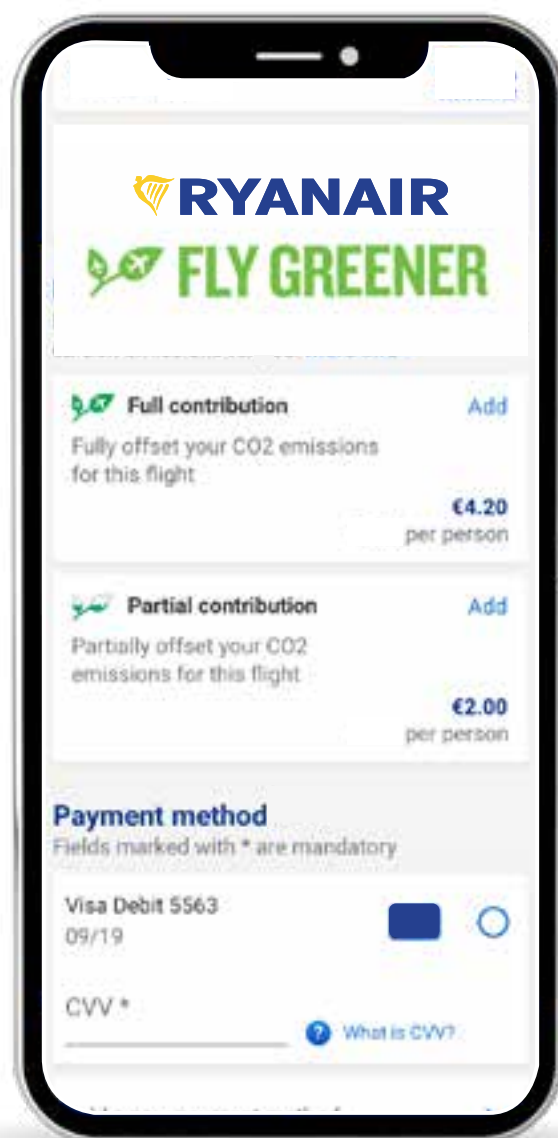 RYANAIR
FLY GREENER
Full contribution
Add
Fully offset your CO2 emissions
for this flight
€4.20
per person
Partial contribution
Add
Partially offset your CO2
emissions for this flight
€2.00
per person
Payment method
Fields marked with * are mandatory
Visa Debit 5563
09/19
CVV *
? What is CVV?